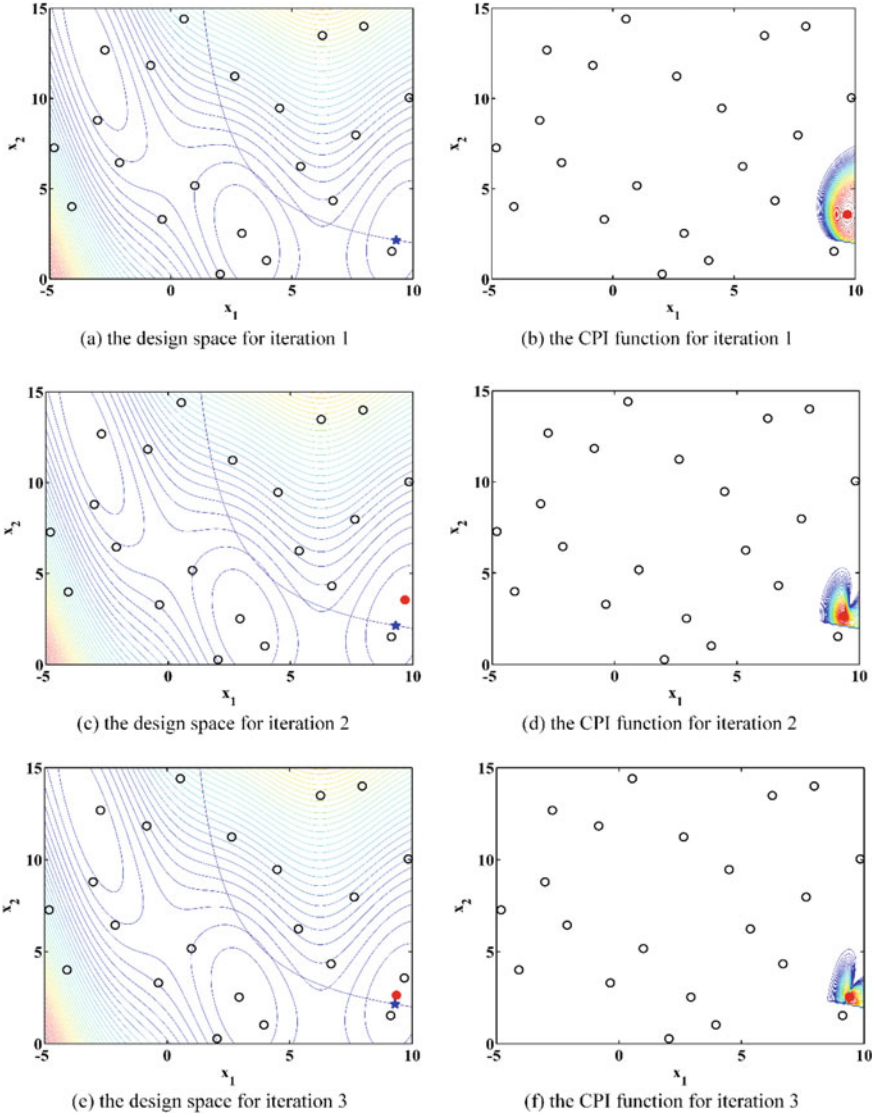 15
10
5
0
-5
0
5
10
x2
x1
(a) the design space for iteration 1
15
10
5
0
-5
0
5
10
x2
x1
(b) the CPI function for iteration 1
15
10
5
0
-5
0
5
10
x2
x1
(c) the design space for iteration 2
15
10
5
0
-5
0
5
10
x2
x1
(d) the CPI function for iteration 2
15
10
5
0
-5
0
5
10
x2
x1
(e) the design space for iteration 3
15
10
5
0
-5
0
5
10
x2
x1
(f) the CPI function for iteration 3